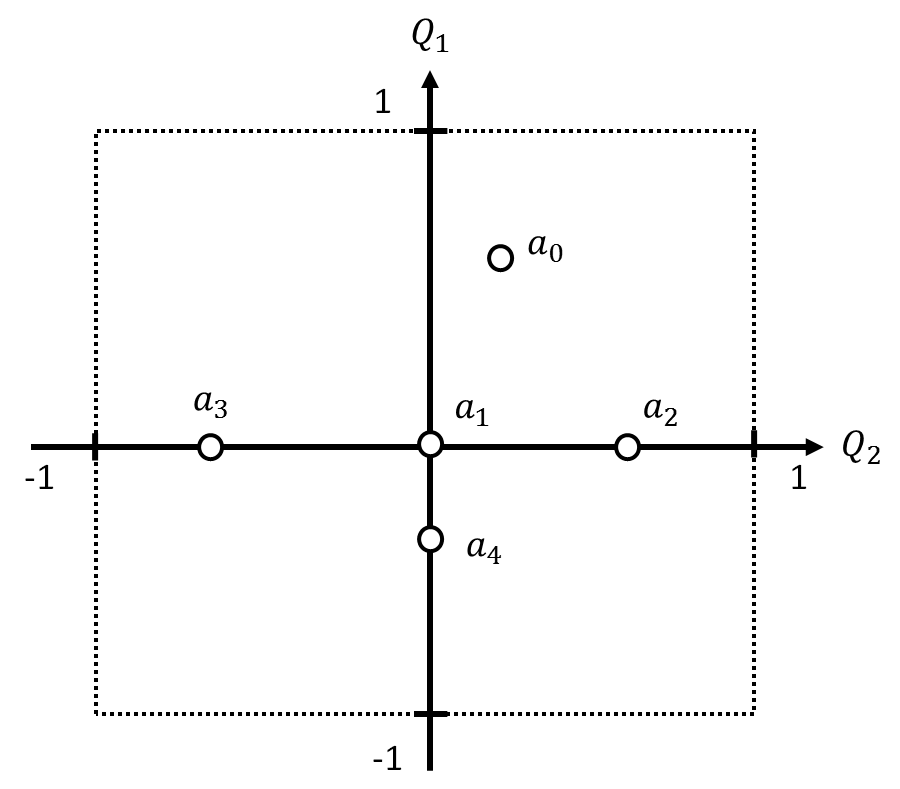 Q₁
1
a₀
a₃ a₁ a₂
Q₂
-1 1
a₄
-1